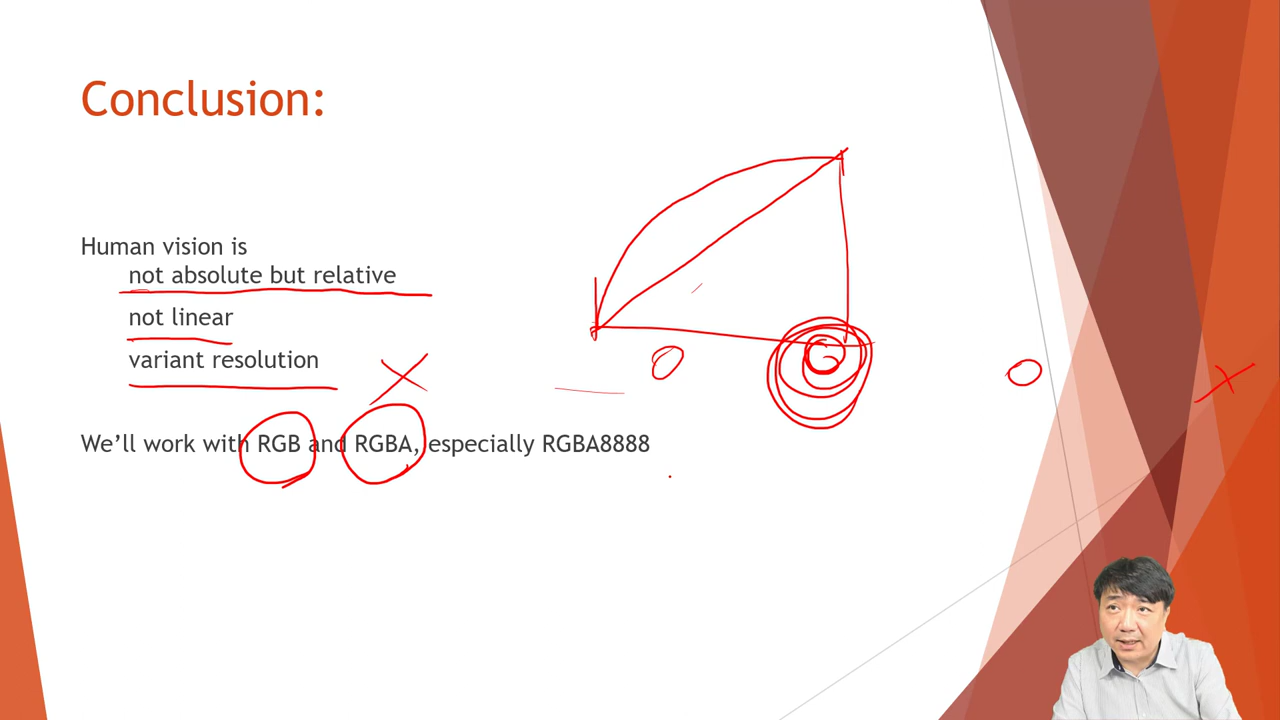 Conclusion:
Human vision is
not absolute but relative
not linear
variant resolution
We’ll work with RGB and RGBA, especially RGBA8888